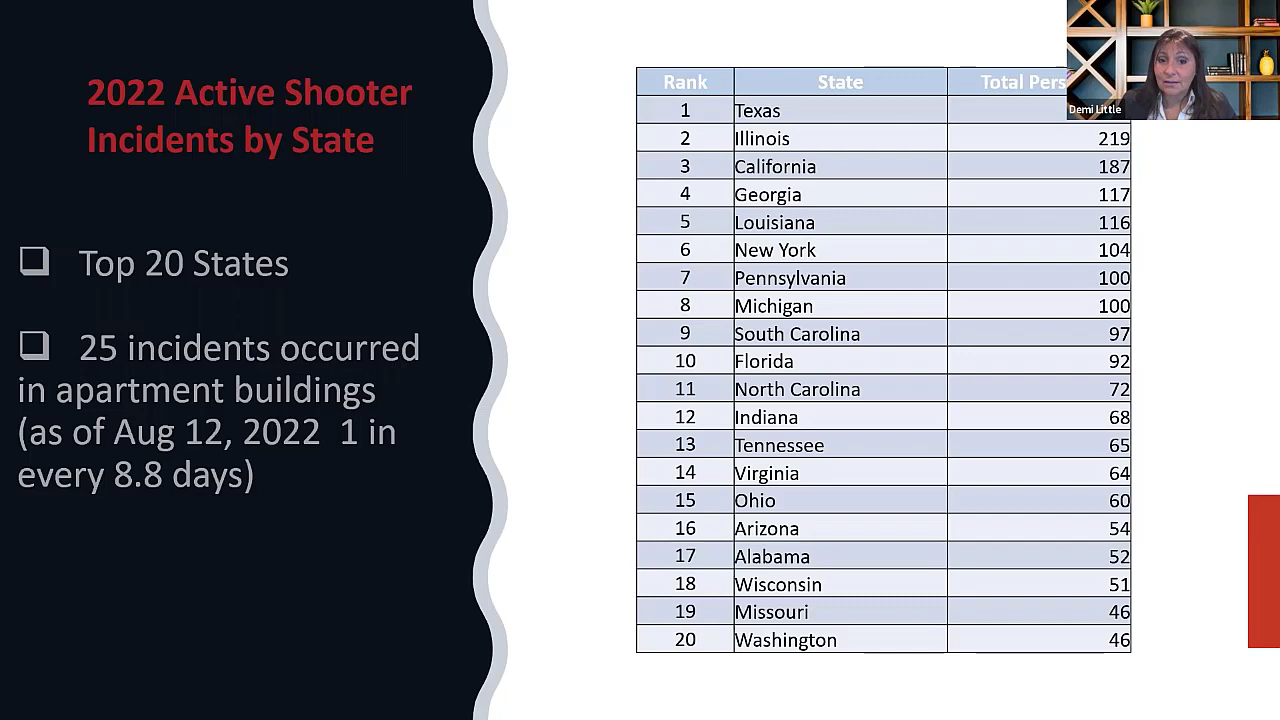 2022 Active Shooter
Incidents by State
❑ Top 20 States
❑ 25 incidents occurred
in apartment buildings
(as of Aug 12, 2022 1 in
every 8.8 days)
Rank State Total
1 Texas
2 Illinois 219
3 California 187
4 Georgia 117
5 Louisiana 116
6 New York 104
7 Pennsylvania 100
8 Michigan 100
9 South Carolina 97
10 Florida 92
11 North Carolina 72
12 Indiana 68
13 Tennessee 65
14 Virginia 64
15 Ohio 60
16 Arizona 54
17 Alabama 52
18 Wisconsin 51
19 Missouri 46
20 Washington 46
Demi Little